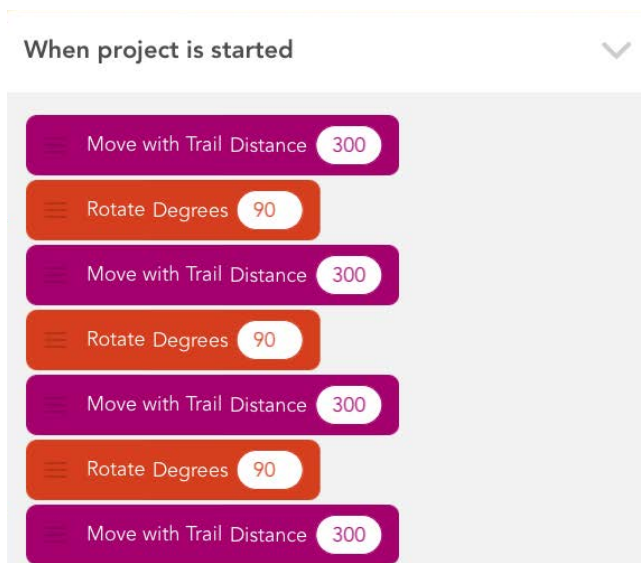 When project is started
Move with Trail Distance 300
Rotate Degrees 90
Move with Trail Distance 300
Rotate Degrees 90
Move with Trail Distance 300
Rotate Degrees 90
Move with Trail Distance 300